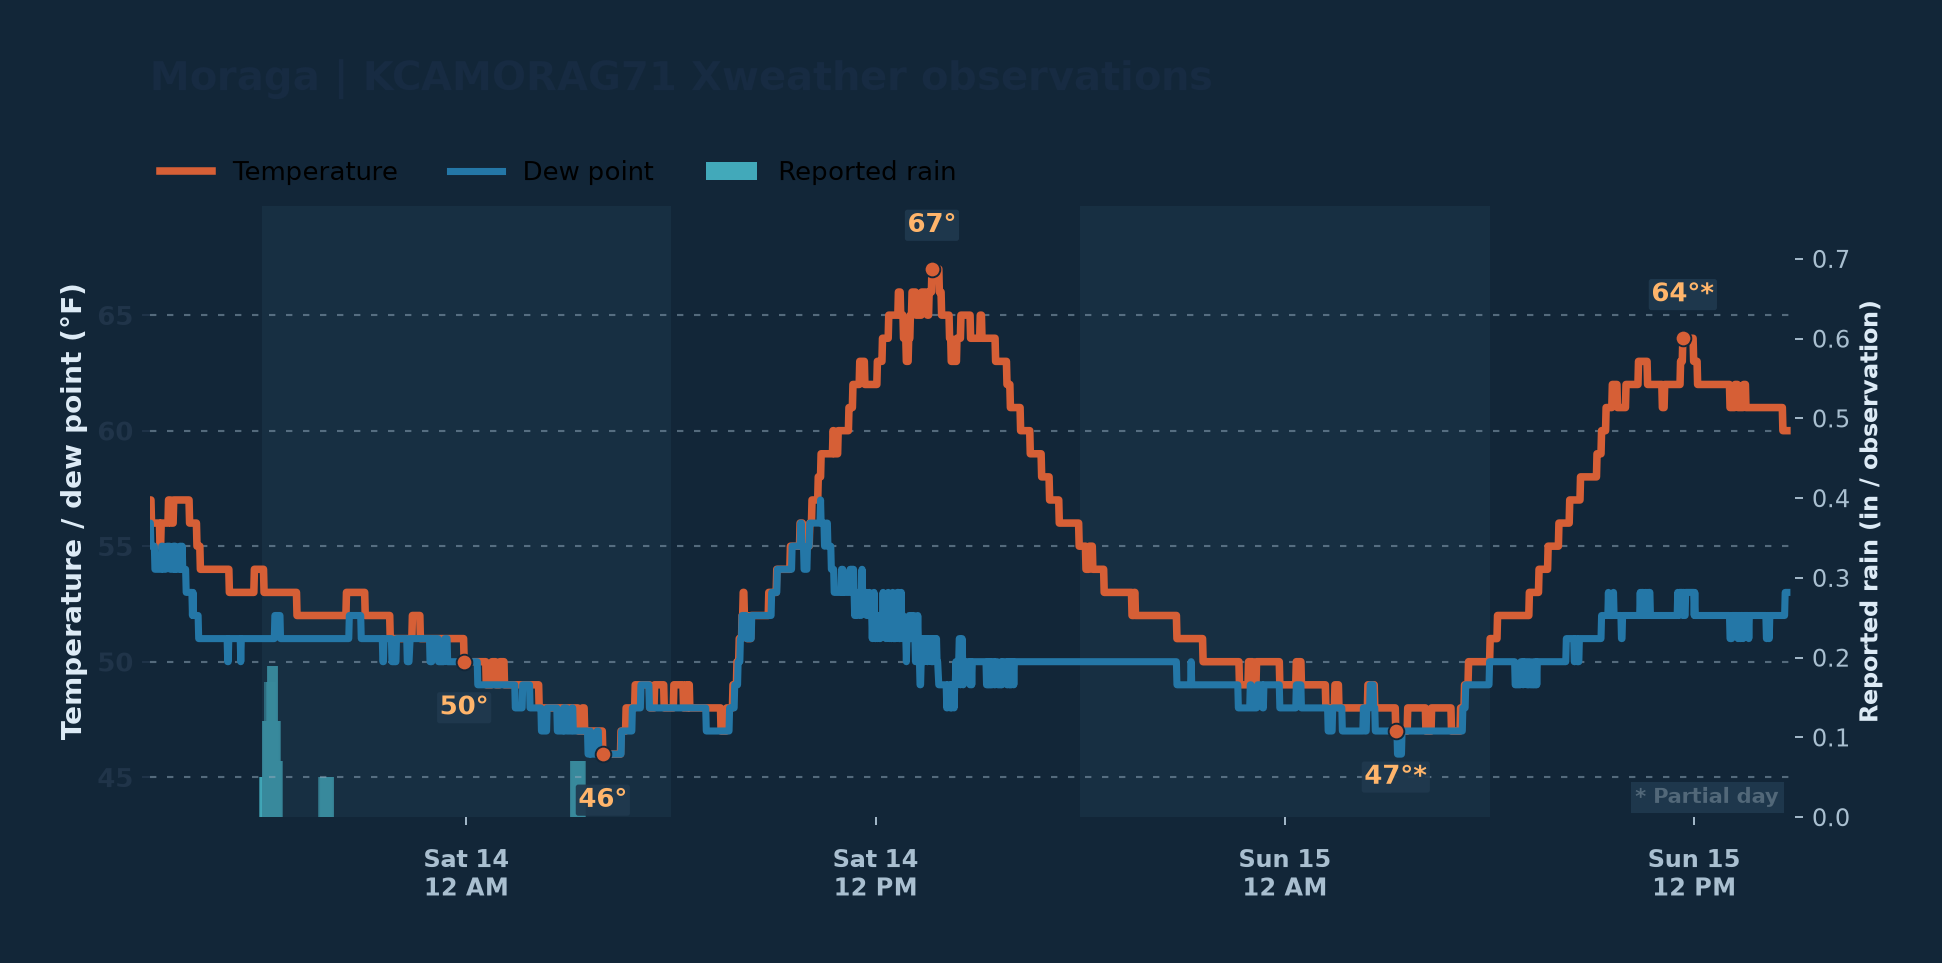 Moraga | KCAMORAG71 Xweather observations
Temperature Dew point Reported rain
Temperature / dew point (°F)
65
60
55
50
45
67°
64°*
50°
46°
47°*
* Partial day
0.7
0.6
0.5
0.4
0.3
0.2
0.1
0.0
Reported rain (in / observation)
Sat 14
12 AM
Sat 14
12 PM
Sun 15
12 AM
Sun 15
12 PM